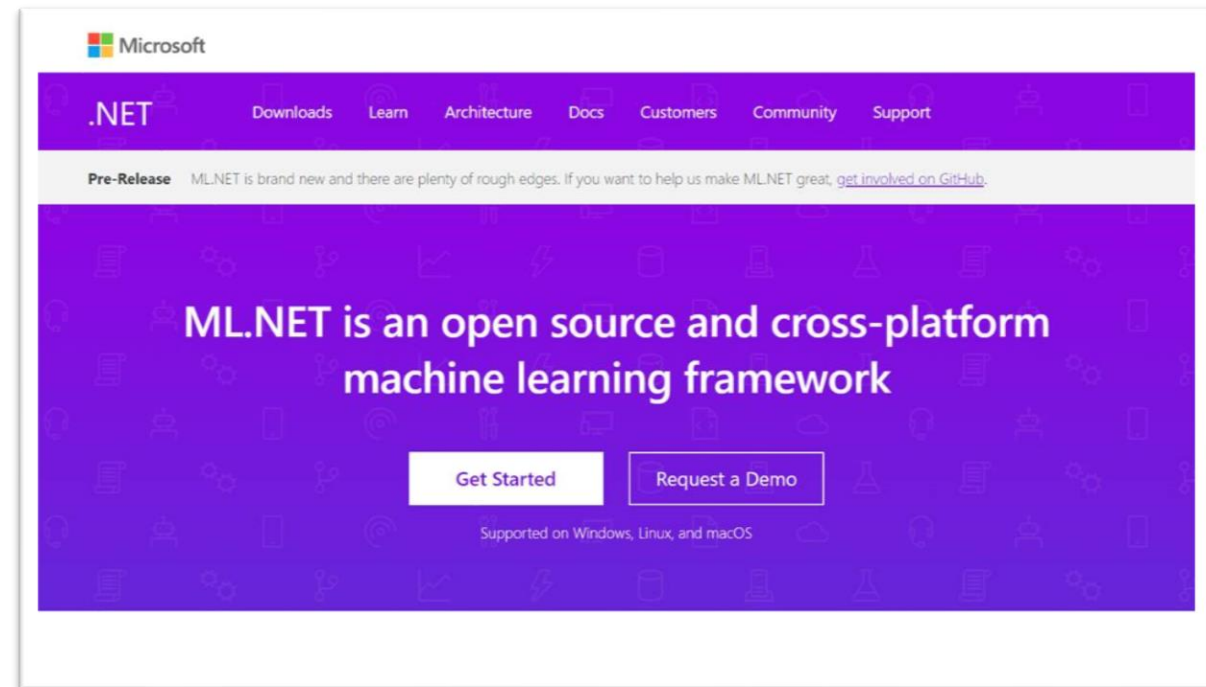 Microsoft
.NET Downloads Learn Architecture Docs Customers Community Support
Pre-Release ML.NET is brand new and there are plenty of rough edges. If you want to help us make ML.NET great, get involved on GitHub.
ML.NET is an open source and cross-platform
machine learning framework
Get Started Request a Demo
Supported on Windows, Linux, and macOS